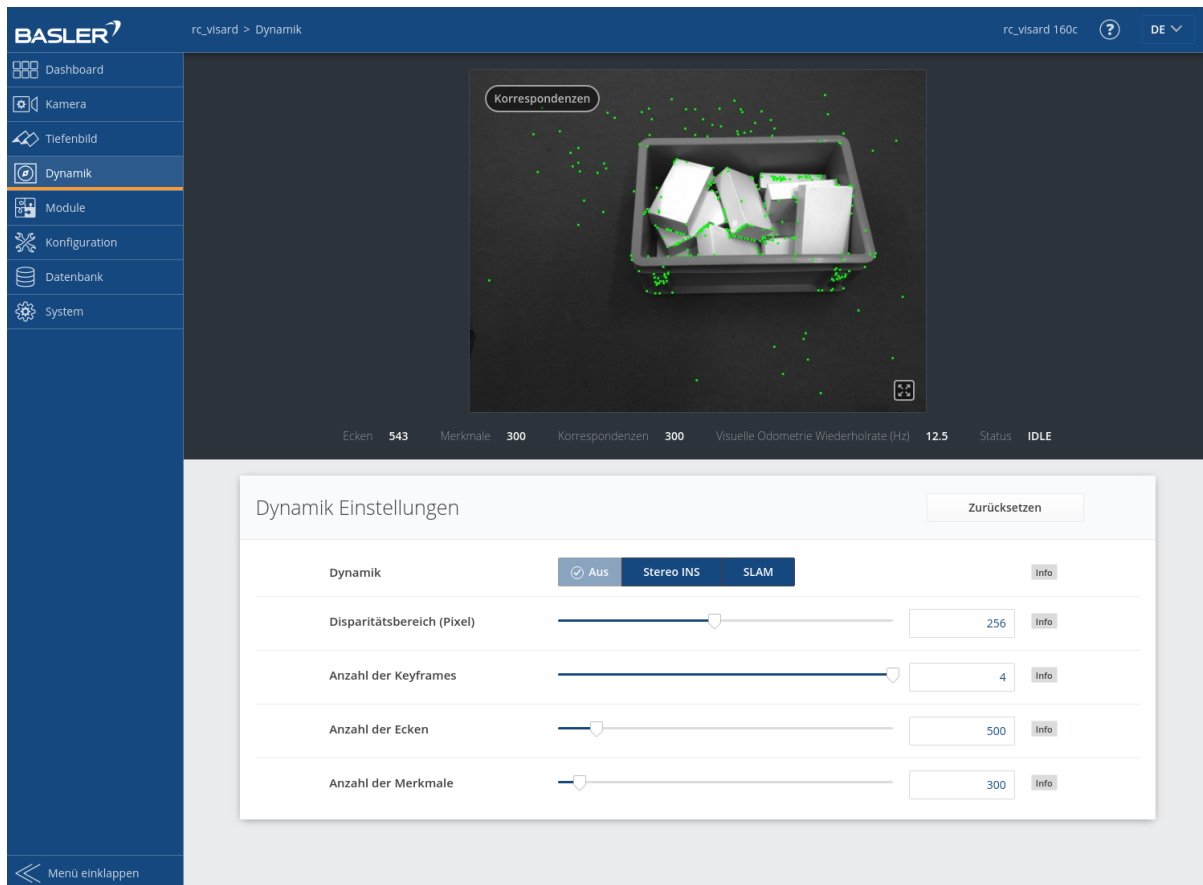 BASLER
rc_visard > Dynamik
rc_visard 160c
?
DE
Dashboard
Kamera
Tiefenbild
Dynamik
Module
Konfiguration
Datenbank
System
Menü einklappen
Korrespondenzen
Ecken 543 Merkmale 300 Korrespondenzen 300 Visuelle Odometrie Wiederholrate (Hz) 12.5 Status IDLE
Dynamik Einstellungen
Zurücksetzen
Dynamik Aus Stereo INS SLAM Info
Disparitätsbereich (Pixel) 256 Info
Anzahl der Keyframes 4 Info
Anzahl der Ecken 500 Info
Anzahl der Merkmale 300 Info